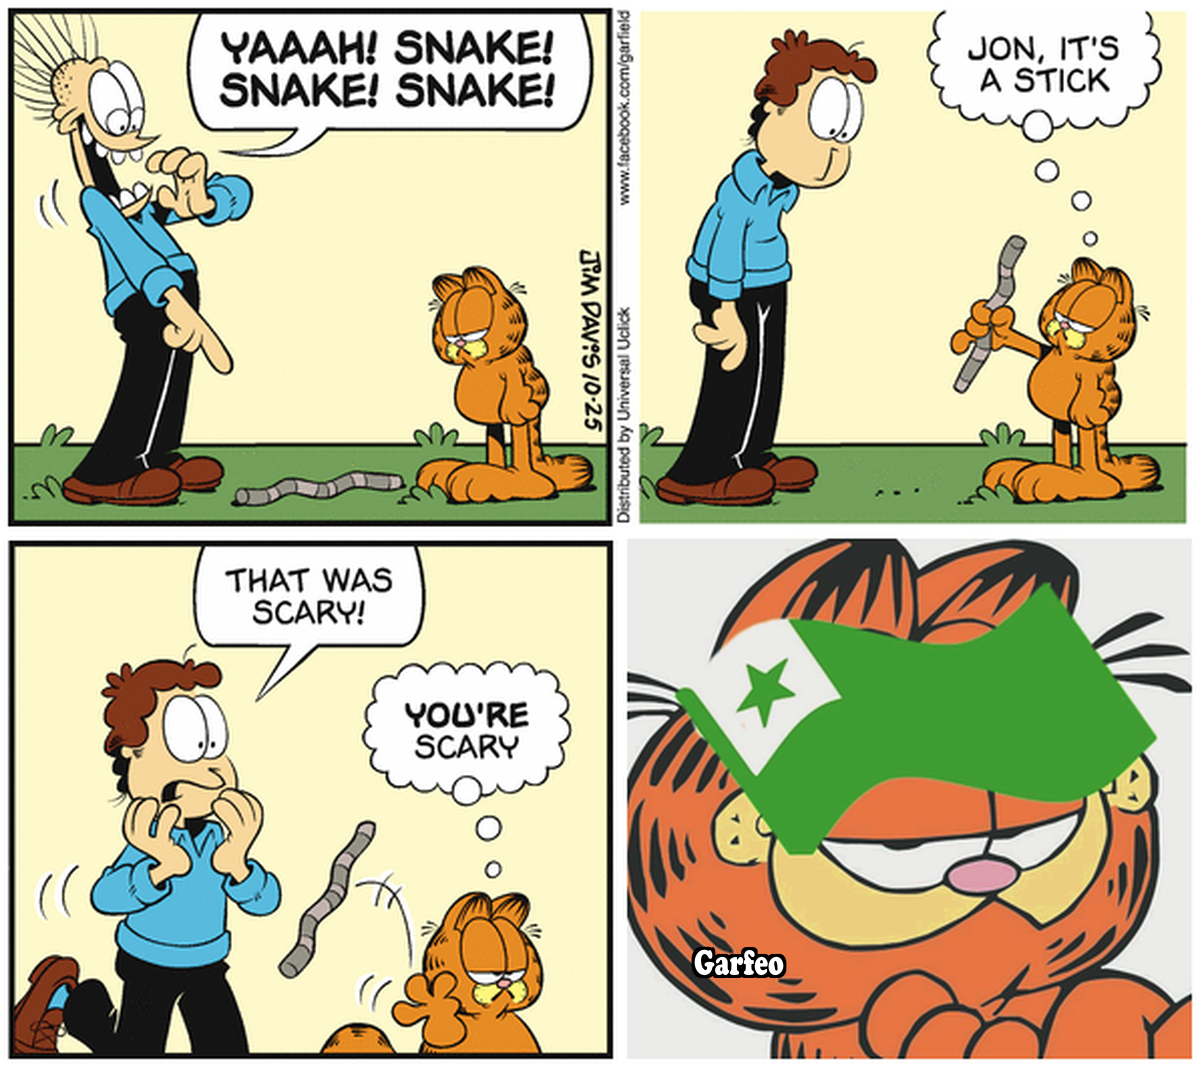 YAAAH! SNAKE!
SNAKE! SNAKE!
JIM DAVIS 10·25
www.facebook.com/garfield
Distributed by Universal Uclick
JON, IT'S
A STICK
THAT WAS
SCARY!
YOU'RE
SCARY
Garfeo